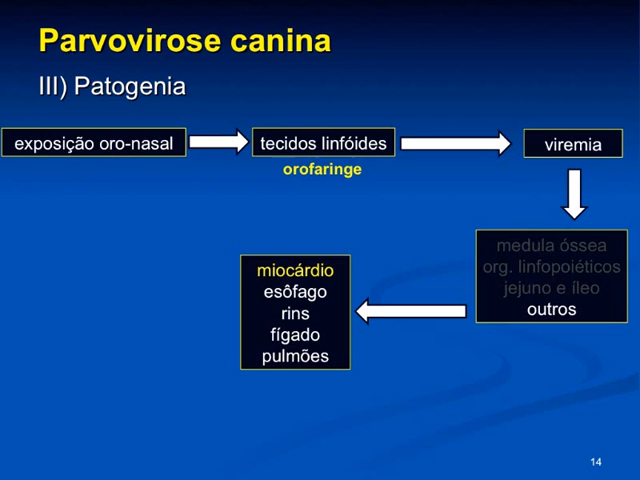 Parvovirose canina
III) Patogenia
exposição oro-nasal
tecidos linfóides
viremia
orofaringe
medula óssea
org. linfopoiéticos
jejuno e íleo
outros
miocárdio
esôfago
rins
fígado
pulmões
14